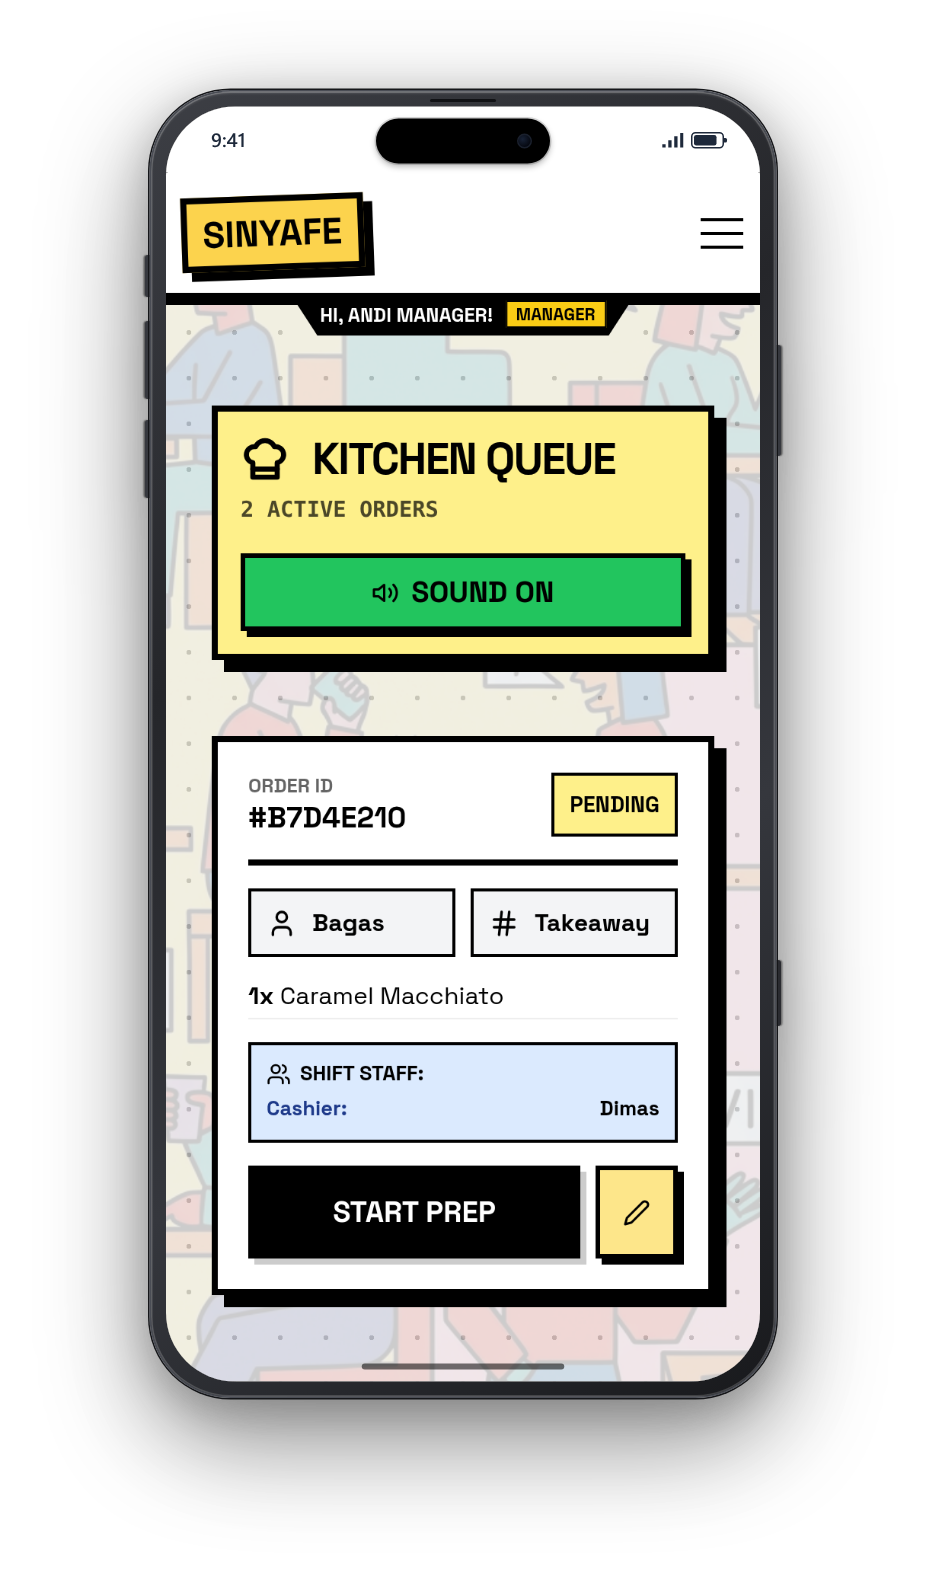 9:41
SINYAFE
HI, ANDI MANAGER! MANAGER
KITCHEN QUEUE
2 ACTIVE ORDERS
SOUND ON
ORDER ID
#B7D4E210
PENDING
Bagas
Takeaway
1x Caramel Macchiato
SHIFT STAFF:
Cashier: Dimas
START PREP